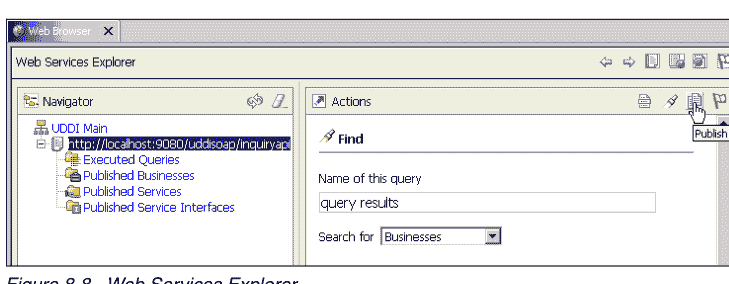 Web Browser X
Web Services Explorer
Navigator
Actions
UDDI Main
http://localhost:9080/uddisoap/inquiryapi
Executed Queries
Published Businesses
Published Services
Published Service Interfaces
Find
Publish
Name of this query
query results
Search for Businesses
Figure 8-8 Web Services Explorer